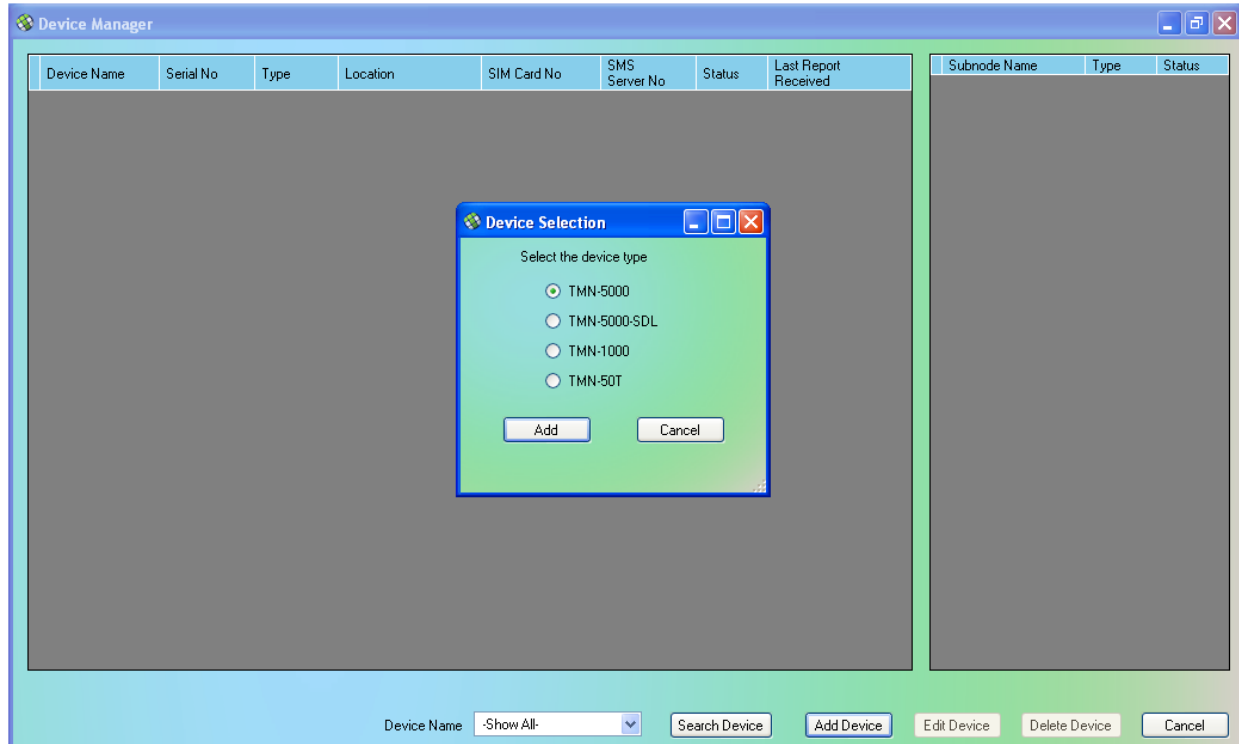 Device Manager
Device Name Serial No Type Location SIM Card No SMS Server No Status Last Report Received
Subnode Name Type Status
Device Selection
Select the device type
TMN-5000
TMN-5000-SDL
TMN-1000
TMN-50T
Add Cancel
Device Name -Show All- Search Device Add Device Edit Device Delete Device Cancel